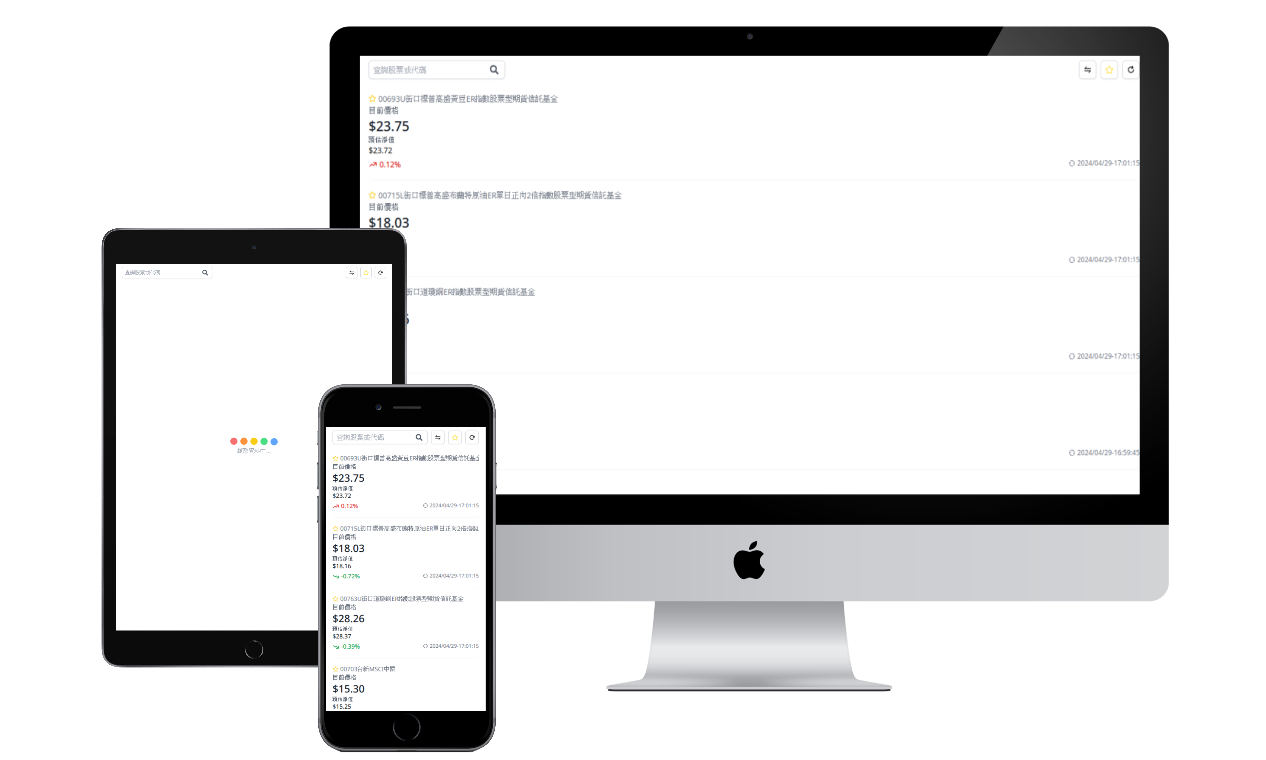 查詢股票或代碼
00693U街口標普高盛黃豆ER指數股票型期貨信託基金
目前價格
$23.75
預估淨值
$23.72
0.12%
2024/04/29-17:01:15
00715L街口標普高盛布蘭特原油ER單日正向2倍指數股票型期貨信託基金
目前價格
$18.03
2024/04/29-17:01:15
街口道瓊銅ER指數股票型期貨信託基金
2024/04/29-17:01:15
2024/04/29-16:59:45
查詢股票或代碼
查詢股票或代碼
00693U街口標普高盛黃豆ER指數股票型期貨信託基金
目前價格
$23.75
預估淨值
$23.72
0.12%
2024/04/29-17:01:15
00715L街口標普高盛布蘭特原油ER單日正向2倍指數
目前價格
$18.03
預估淨值
$18.16
-0.72%
2024/04/29-17:01:15
00763U街口道瓊銅ER指數股票型期貨信託基金
目前價格
$28.26
預估淨值
$28.37
-0.39%
2024/04/29-17:01:15
00703台新MSCI中國
目前價格
$15.30
預估淨值
$15.25